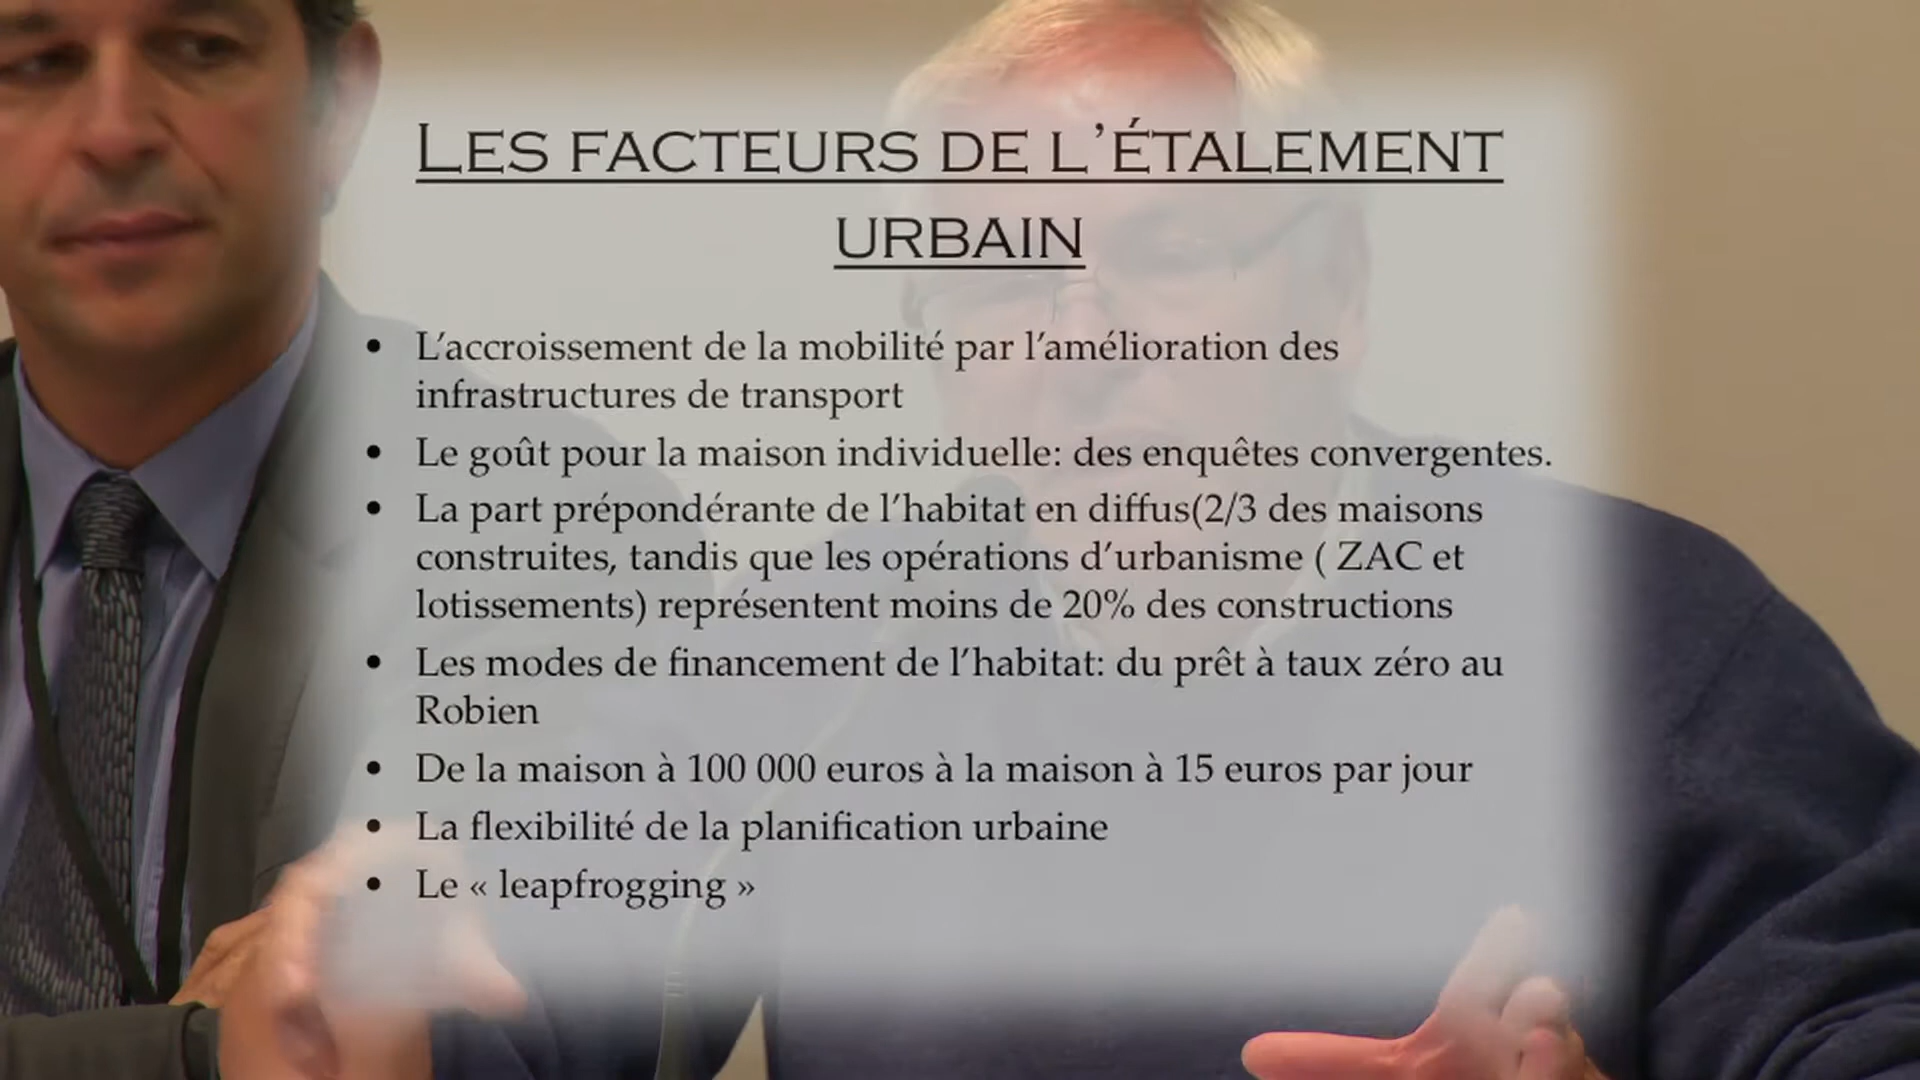 LES FACTEURS DE L'ÉTALEMENT
URBAIN
• L'accroissement de la mobilité par l'amélioration des
infrastructures de transport
• Le goût pour la maison individuelle: des enquêtes convergentes.
• La part prépondérante de l'habitat en diffus(2/3 des maisons
construites, tandis que les opérations d'urbanisme ( ZAC et
lotissements) représentent moins de 20% des constructions
• Les modes de financement de l'habitat: du prêt à taux zéro au
Robien
• De la maison à 100 000 euros à la maison à 15 euros par jour
• La flexibilité de la planification urbaine
• Le « leapfrogging »